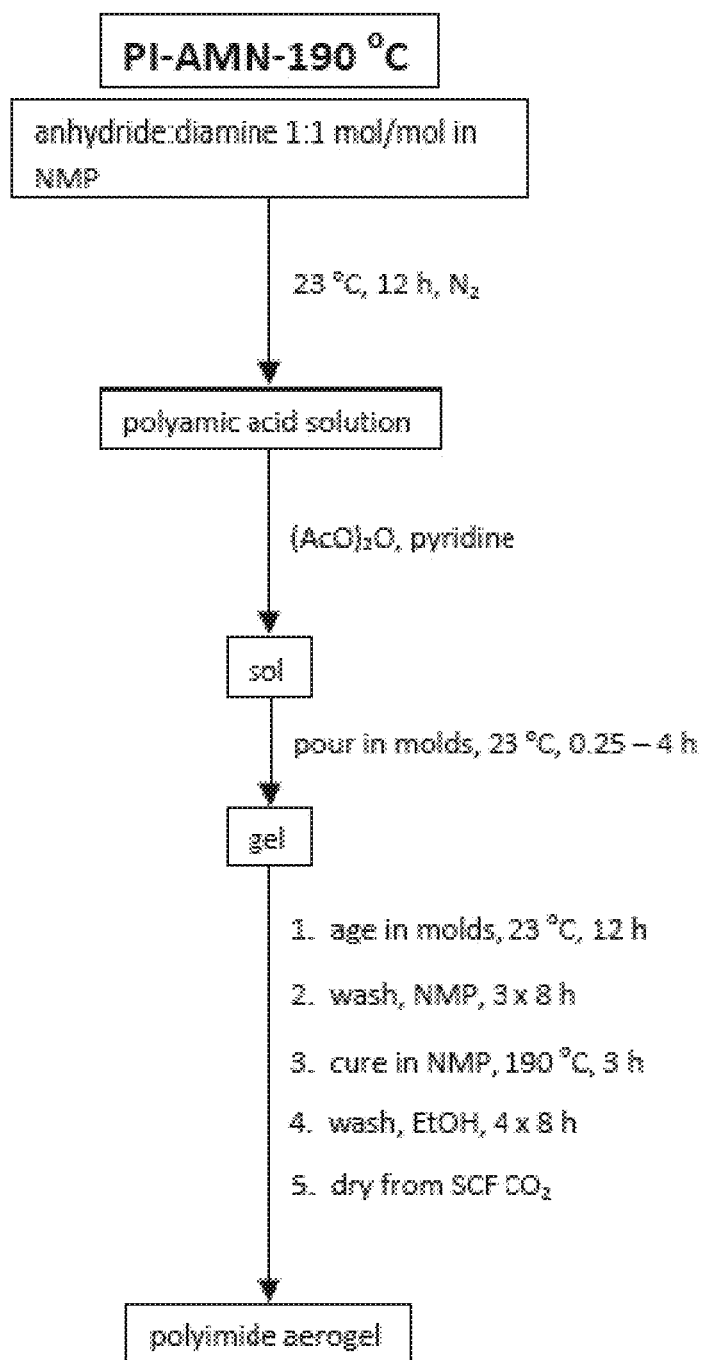 PI-AMN-190 °C
anhydride:diamine 1:1 mol/mol in
NMP
23 °C, 12 h, N₂
polyamic acid solution
(AcO)₂O, pyridine
sol
pour in molds, 23 °C, 0.25 – 4 h
gel
1. age in molds, 23 °C, 12 h
2. wash, NMP, 3 x 8 h
3. cure in NMP, 190 °C, 3 h
4. wash, EtOH, 4 x 8 h
5. dry from SCF CO₂
polyimide aerogel